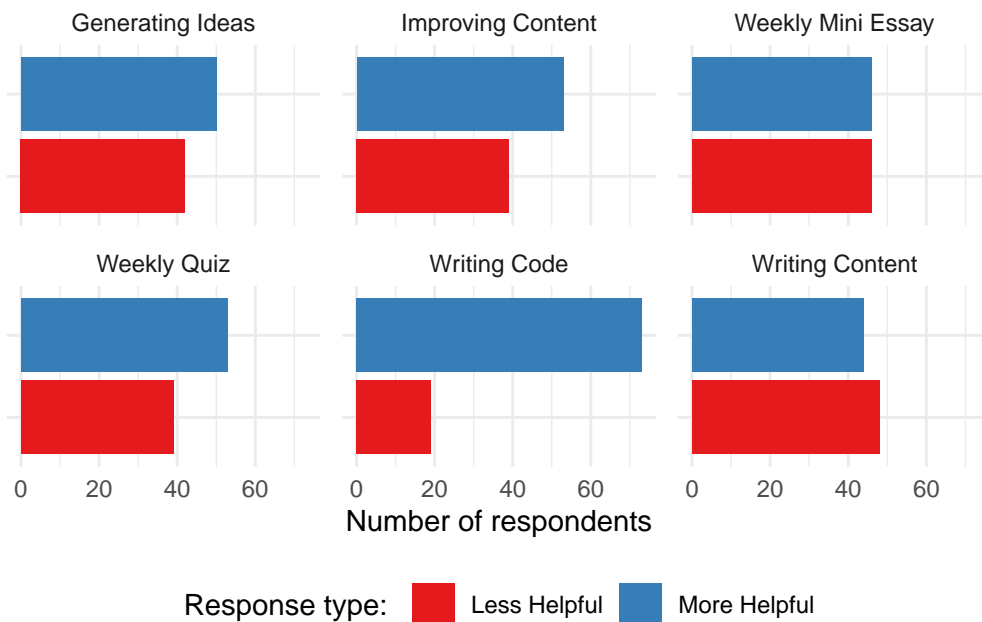 Generating Ideas Improving Content Weekly Mini Essay
Weekly Quiz Writing Code Writing Content
0 20 40 60 0 20 40 60 0 20 40 60
Number of respondents
Response type: Less Helpful More Helpful